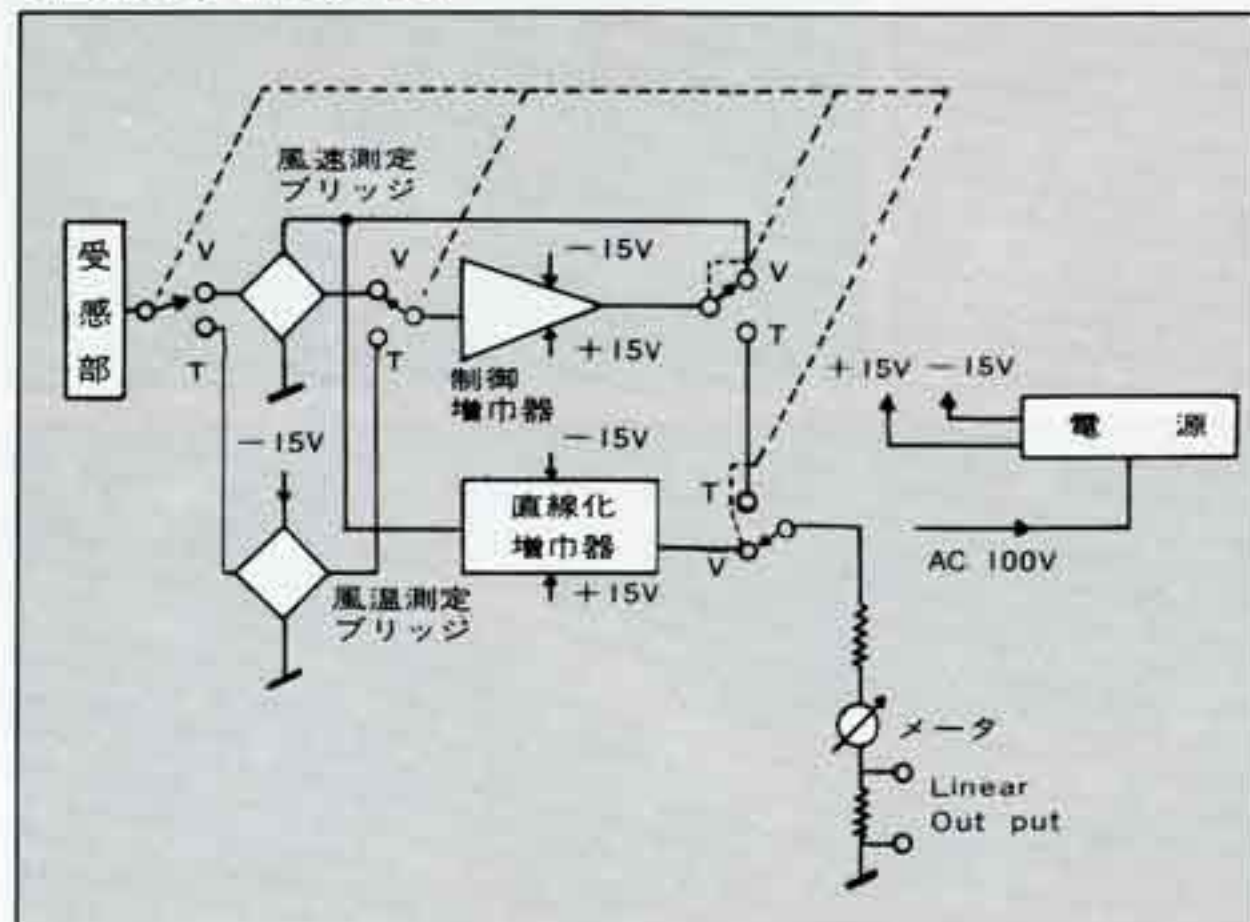 風速測定
ブリッジ
受感部
V
T
V
T
−15V
+15V
制御
増巾器
V
T
+15V −15V
電源
AC 100V
−15V
風温測定
ブリッジ
−15V
直線化
増巾器
+15V
T
V
メータ
Linear
Out put